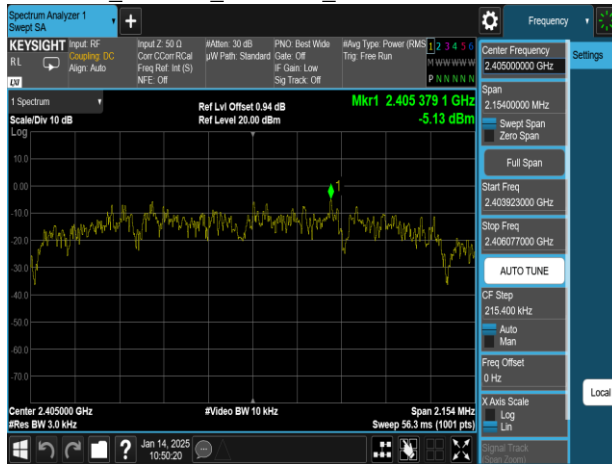 Spectrum Analyzer 1
Swept SA
+
Frequency
KEYSIGHT
RL
LXI
Input: RF
Coupling: DC
Align: Auto
Input Z: 50 Ω
Corr CCorr RCal
Freq Ref: Int (S)
NFE: Off
#Atten: 30 dB
µW Path: Standard
PNO: Best Wide
Gate: Off
IF Gain: Low
Sig Track: Off
#Avg Type: Power (RMS
Trig: Free Run
1 2 3 4 5 6
M W W W W W
P N N N N N
1 Spectrum
Scale/Div 10 dB
Log
Ref Lvl Offset 0.94 dB
Ref Level 20.00 dBm
Mkr1 2.405 379 1 GHz
-5.13 dBm
1
10.0
0.00
-10.0
-20.0
-30.0
-40.0
-50.0
-60.0
-70.0
Center 2.405000 GHz
#Res BW 3.0 kHz
#Video BW 10 kHz
Span 2.154 MHz
Sweep 56.3 ms (1001 pts)
?
Jan 14, 2025
10:50:20
Center Frequency
2.405000000 GHz
Span
2.15400000 MHz
Swept Span
Zero Span
Full Span
Start Freq
2.403923000 GHz
Stop Freq
2.406077000 GHz
AUTO TUNE
CF Step
215.400 kHz
Auto
Man
Freq Offset
0 Hz
X Axis Scale
Log
Lin
Signal Track
(Span Zoom)
Settings
Local